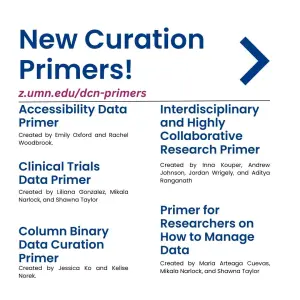 New Curation
Primers!
z.umn.edu/dcn-primers
Accessibility Data
Primer
Created by Emily Oxford and Rachel
Woodbrook.
Clinical Trials
Data Primer
Created by Liliana Gonzalez, Mikala
Narlock, and Shawna Taylor
Column Binary
Data Curation
Primer
Created by Jessica Ko and Kelise
Norek.
Interdisciplinary
and Highly
Collaborative
Research Primer
Created by Inna Kouper, Andrew
Johnson, Jordan Wrigely, and Aditya
Ranganath
Primer for
Researchers on
How to Manage
Data
Created by Maria Arteaga Cuevas,
Mikala Narlock, and Shawna Taylor